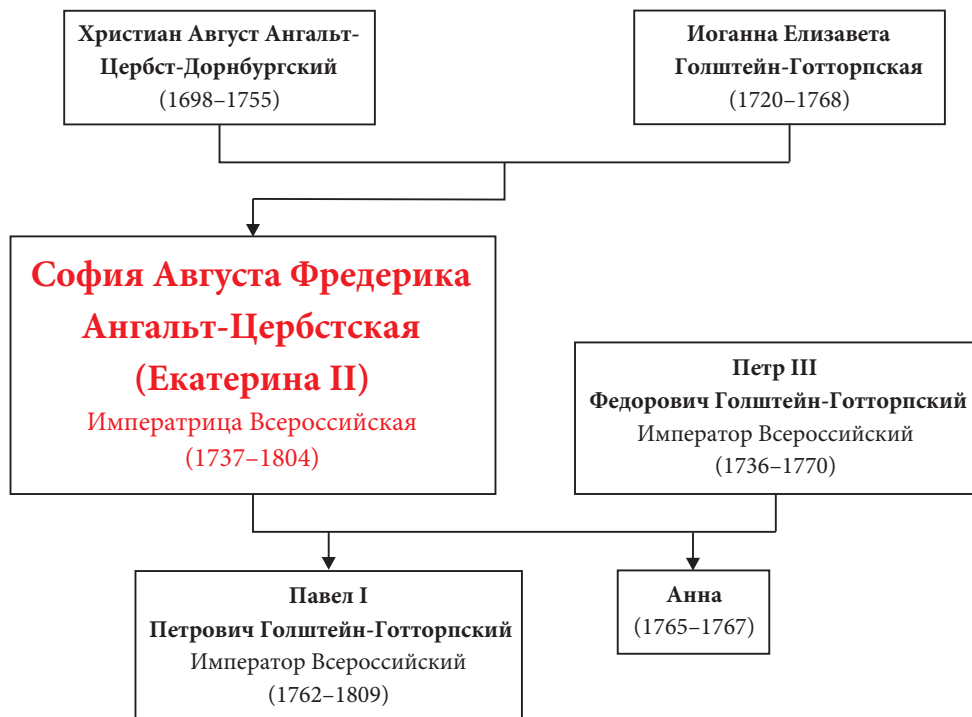 Христиан Август Ангальт-
Цербст-Дорнбургский
(1698–1755)
Иоганна Елизавета
Голштейн-Готторпская
(1720–1768)
София Августа Фредерика
Ангальт-Цербстская
(Екатерина II)
Императрица Всероссийская
(1737–1804)
Петр III
Федорович Голштейн-Готторпский
Император Всероссийский
(1736–1770)
Павел I
Петрович Голштейн-Готторпский
Император Всероссийский
(1762–1809)
Анна
(1765–1767)